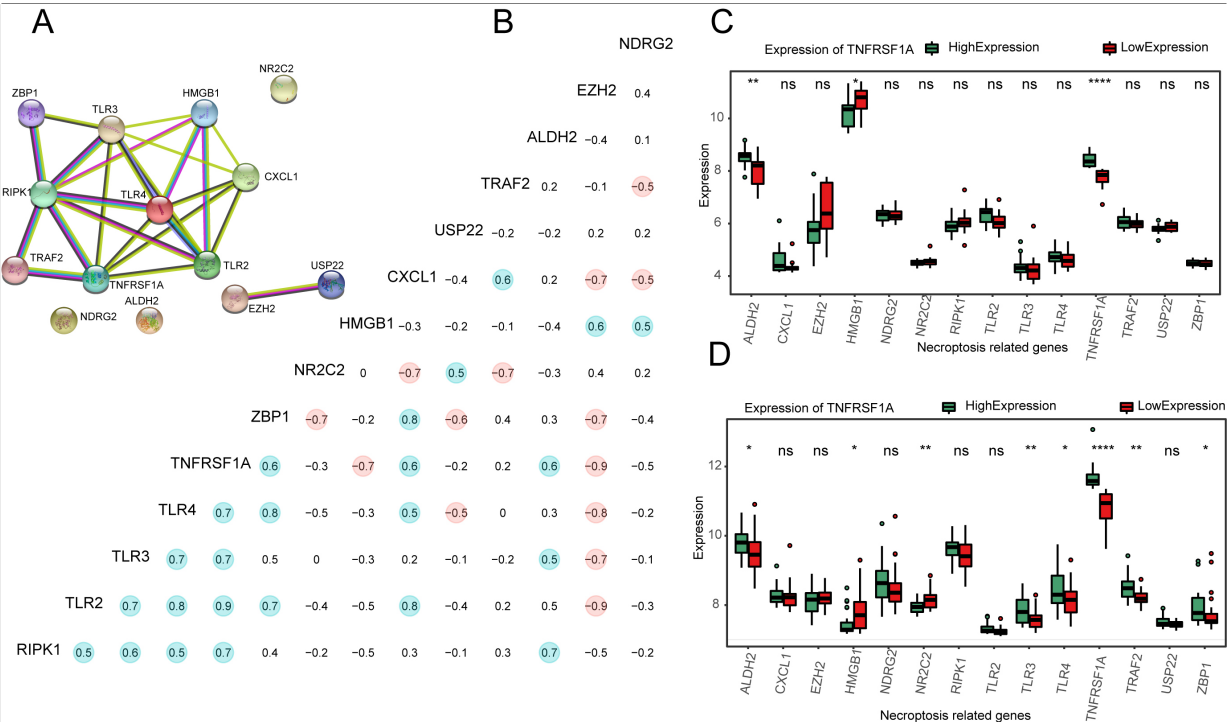 A
NR2C2
ZBP1
TLR3
HMGB1
CXCL1
RIPK1
TLR4
TRAF2
TNFRSF1A
TLR2
USP22
EZH2
NDRG2
ALDH2
B
NDRG2
EZH2 0.4
ALDH2 −0.4 0.1
TRAF2 0.2 −0.1 −0.5
USP22 −0.2 −0.2 0.2 0.2
CXCL1 −0.4 0.6 0.2 −0.7 −0.5
HMGB1 −0.3 −0.2 −0.1 −0.4 0.6 0.5
NR2C2 0 −0.7 0.5 −0.7 −0.3 0.4 0.2
ZBP1 −0.7 −0.2 0.8 −0.6 0.4 0.3 −0.7 −0.4
TNFRSF1A 0.6 −0.3 −0.7 0.6 −0.2 0.2 0.6 −0.9 −0.5
TLR4 0.7 0.8 −0.5 −0.3 0.5 −0.5 0 0.3 −0.8 −0.2
TLR3 0.7 0.7 0.5 0 −0.3 0.2 −0.1 −0.2 0.5 −0.7 −0.1
TLR2 0.7 0.8 0.9 0.7 −0.4 −0.5 0.8 −0.4 0.2 0.5 −0.9 −0.3
RIPK1 0.5 0.6 0.5 0.7 0.4 −0.2 −0.5 0.3 −0.1 0.3 0.7 −0.5 −0.2
C
Expression of TNFRSF1A HighExpression LowExpression
** ns ns * ns ns ns ns ns ns **** ns ns ns
10
8
6
4
Expression
ALDH2 CXCL1 EZH2 HMGB1 NDRG2 NR2C2 RIPK1 TLR2 TLR3 TLR4 TNFRSF1A TRAF2 USP22 ZBP1
Necroptosis related genes
D
Expression of TNFRSF1A HighExpression LowExpression
* ns ns * ns ** ns ns ** * **** ** ns *
12
10
8
Expression
ALDH2 CXCL1 EZH2 HMGB1 NDRG2 NR2C2 RIPK1 TLR2 TLR3 TLR4 TNFRSF1A TRAF2 USP22 ZBP1
Necroptosis related genes